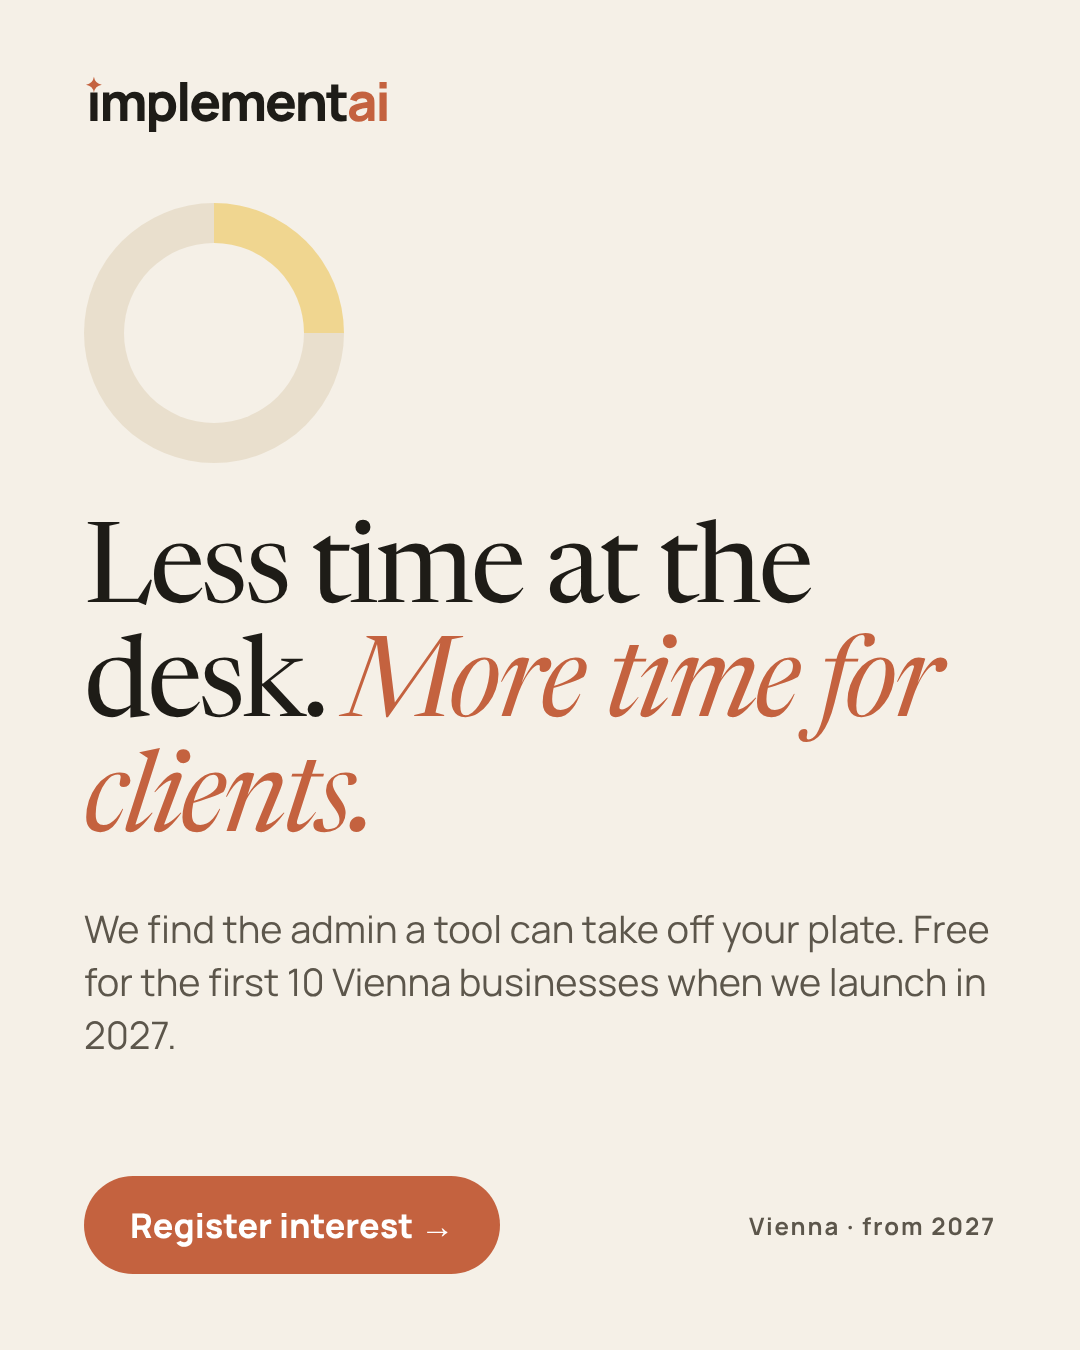 implementai
Less time at the
desk. More time for
clients.
We find the admin a tool can take off your plate. Free
for the first 10 Vienna businesses when we launch in
2027.
Register interest →
Vienna · from 2027